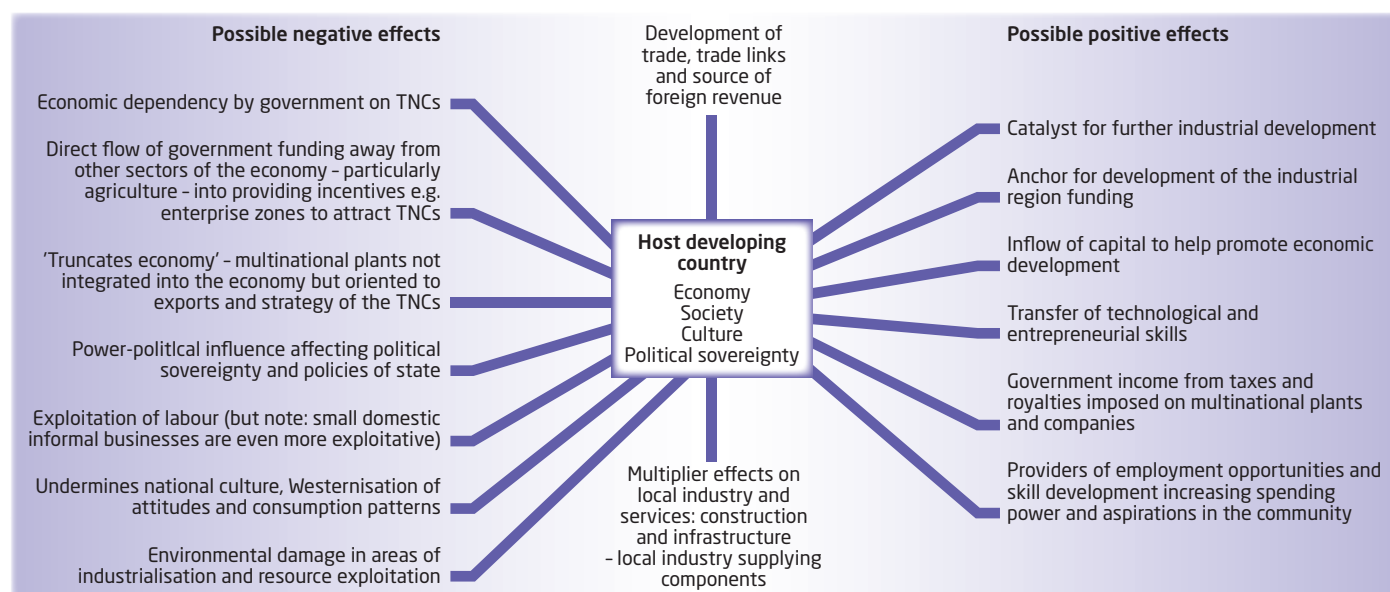 Possible negative effects
Economic dependency by government on TNCs
Direct flow of government funding away from
other sectors of the economy – particularly
agriculture – into providing incentives e.g.
enterprise zones to attract TNCs
'Truncates economy' – multinational plants not
integrated into the economy but oriented to
exports and strategy of the TNCs
Power-politlcal influence affecting political
sovereignty and policies of state
Exploitation of labour (but note: small domestic
informal businesses are even more exploitative)
Undermines national culture, Westernisation of
attitudes and consumption patterns
Environmental damage in areas of
industrialisation and resource exploitation
Development of
trade, trade links
and source of
foreign revenue
Host developing
country
Economy
Society
Culture
Political sovereignty
Multiplier effects on
local industry and
services: construction
and infrastructure
– local industry supplying
components
Possible positive effects
Catalyst for further industrial development
Anchor for development of the industrial
region funding
Inflow of capital to help promote economic
development
Transfer of technological and
entrepreneurial skills
Government income from taxes and
royalties imposed on multinational plants
and companies
Providers of employment opportunities and
skill development increasing spending
power and aspirations in the community